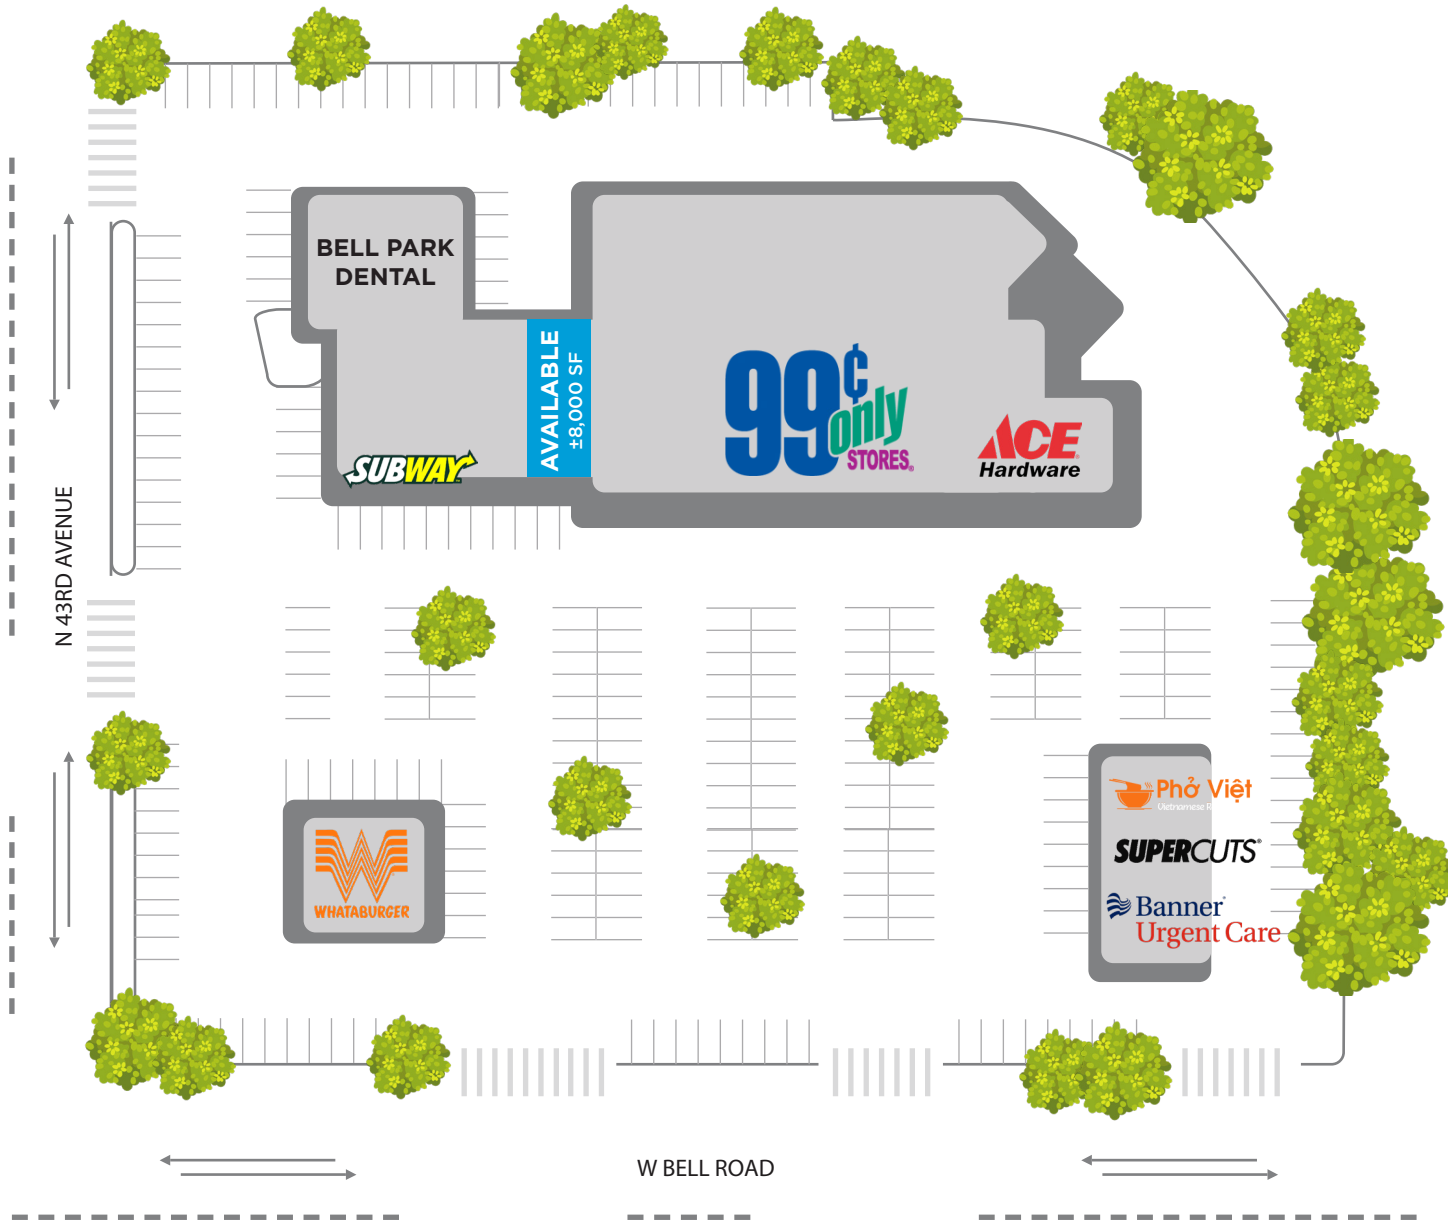 BELL PARK
DENTAL
AVAILABLE
±8,000 SF
SUBWAY
99¢
only
STORES®
ACE
Hardware
N 43RD AVENUE
WHATABURGER
Phở Việt
Vietnamese R
SUPERCUTS®
Banner
Urgent Care
W BELL ROAD